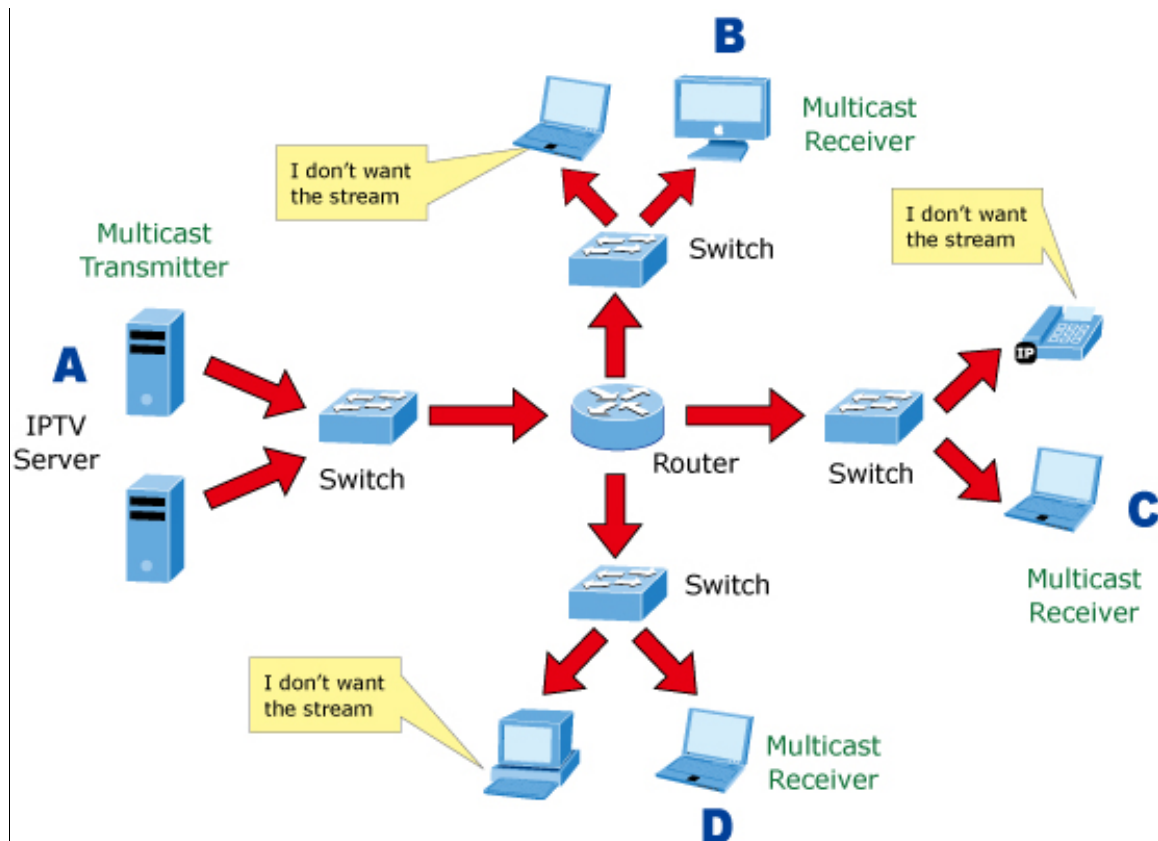 B
Multicast
Receiver
I don't want
the stream
I don't want
the stream
Switch
Multicast
Transmitter
A
IPTV
Server
Switch
Router
Switch
IP
C
Multicast
Receiver
Switch
I don't want
the stream
Multicast
Receiver
D